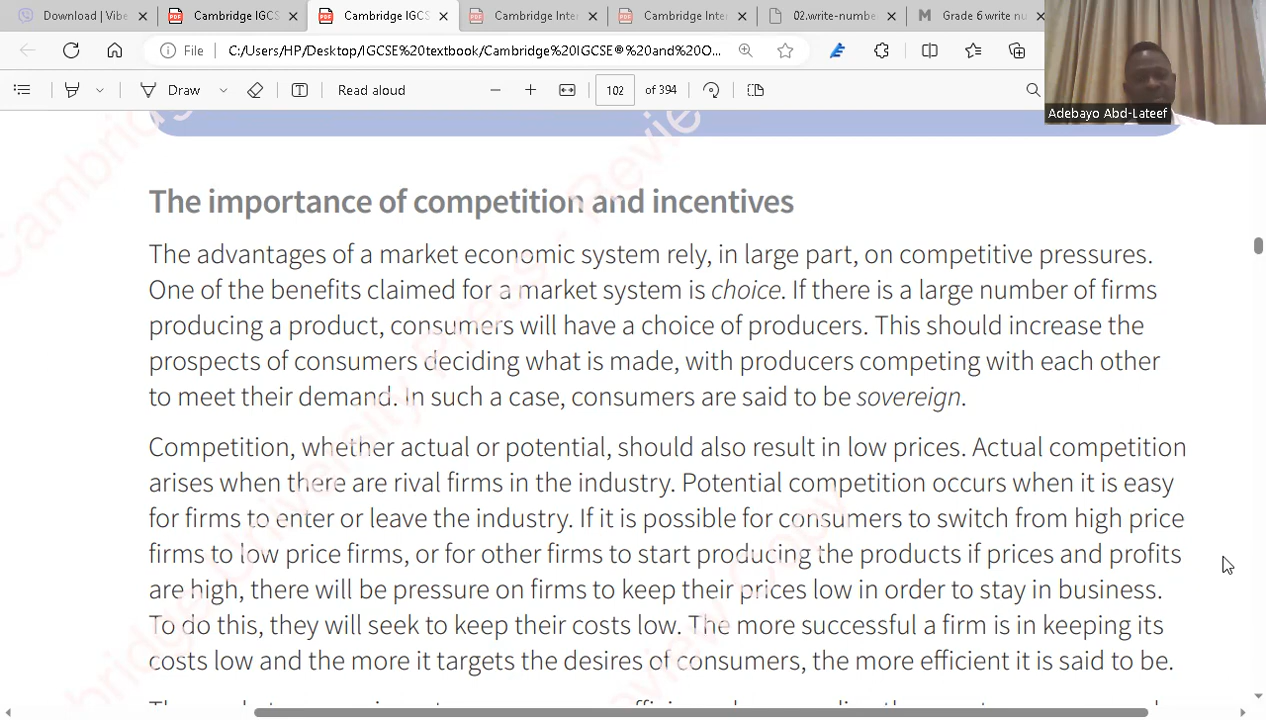 Download | Vibe
Cambridge IGCS
Cambridge IGCS
Cambridge Inter
Cambridge Inter
02.write-number
Grade 6 write nu
File
C:/Users/HP/Desktop/IGCSE%20textbook/Cambridge%20IGCSE®%20and%20O...
Draw
Read aloud
102 of 394
Adebayo Abd-Lateef
The importance of competition and incentives
The advantages of a market economic system rely, in large part, on competitive pressures.
One of the benefits claimed for a market system is choice. If there is a large number of firms
producing a product, consumers will have a choice of producers. This should increase the
prospects of consumers deciding what is made, with producers competing with each other
to meet their demand. In such a case, consumers are said to be sovereign.
Competition, whether actual or potential, should also result in low prices. Actual competition
arises when there are rival firms in the industry. Potential competition occurs when it is easy
for firms to enter or leave the industry. If it is possible for consumers to switch from high price
firms to low price firms, or for other firms to start producing the products if prices and profits
are high, there will be pressure on firms to keep their prices low in order to stay in business.
To do this, they will seek to keep their costs low. The more successful a firm is in keeping its
costs low and the more it targets the desires of consumers, the more efficient it is said to be.
Cambridge University Press - Review Copy